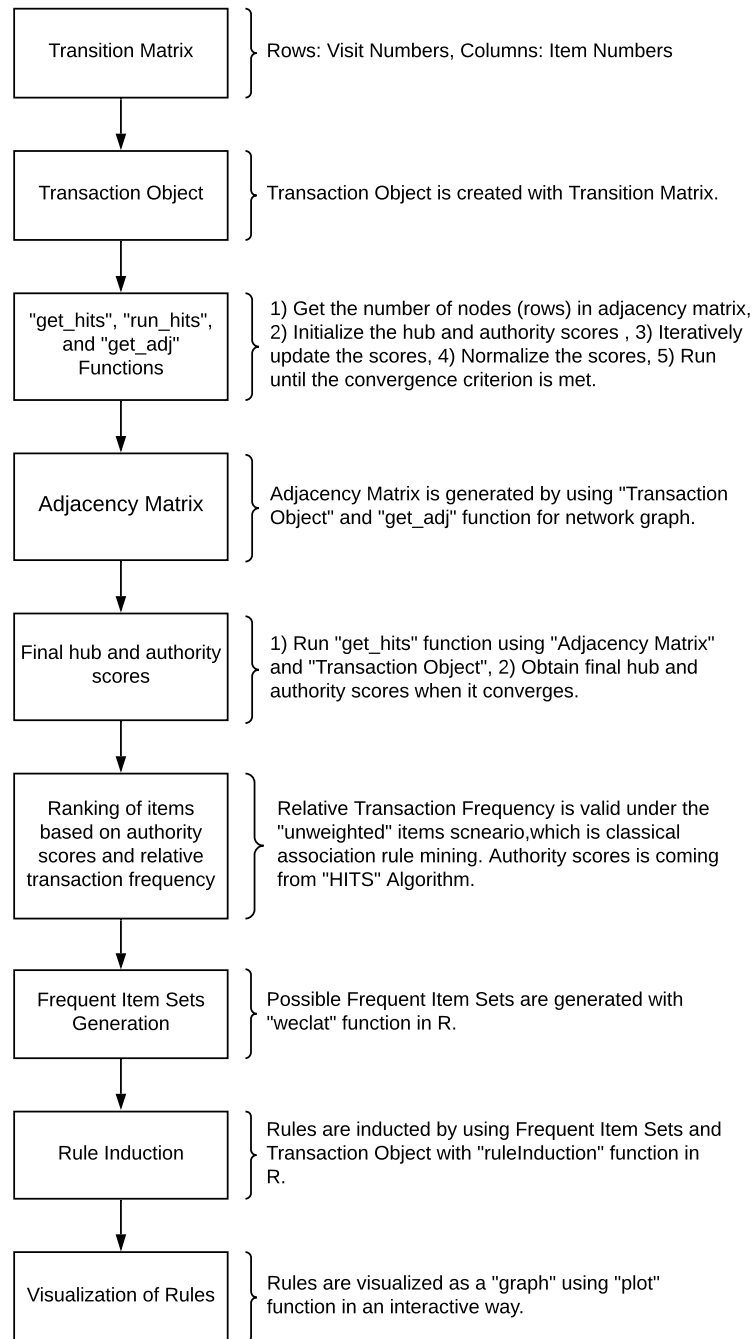 Transition Matrix
Rows: Visit Numbers, Columns: Item Numbers
Transaction Object
Transaction Object is created with Transition Matrix.
"get_hits", "run_hits",
and "get_adj"
Functions
1) Get the number of nodes (rows) in adjacency matrix,
2) Initialize the hub and authority scores , 3) Iteratively
update the scores, 4) Normalize the scores, 5) Run
until the convergence criterion is met.
Adjacency Matrix
Adjacency Matrix is generated by using "Transaction
Object" and "get_adj" function for network graph.
Final hub and authority
scores
1) Run "get_hits" function using "Adjacency Matrix"
and "Transaction Object", 2) Obtain final hub and
authority scores when it converges.
Ranking of items
based on authority
scores and relative
transaction frequency
Relative Transaction Frequency is valid under the
"unweighted" items scneario,which is classical
association rule mining. Authority scores is coming
from "HITS" Algorithm.
Frequent Item Sets
Generation
Possible Frequent Item Sets are generated with
"weclat" function in R.
Rule Induction
Rules are inducted by using Frequent Item Sets and
Transaction Object with "ruleInduction" function in
R.
Visualization of Rules
Rules are visualized as a "graph" using "plot"
function in an interactive way.